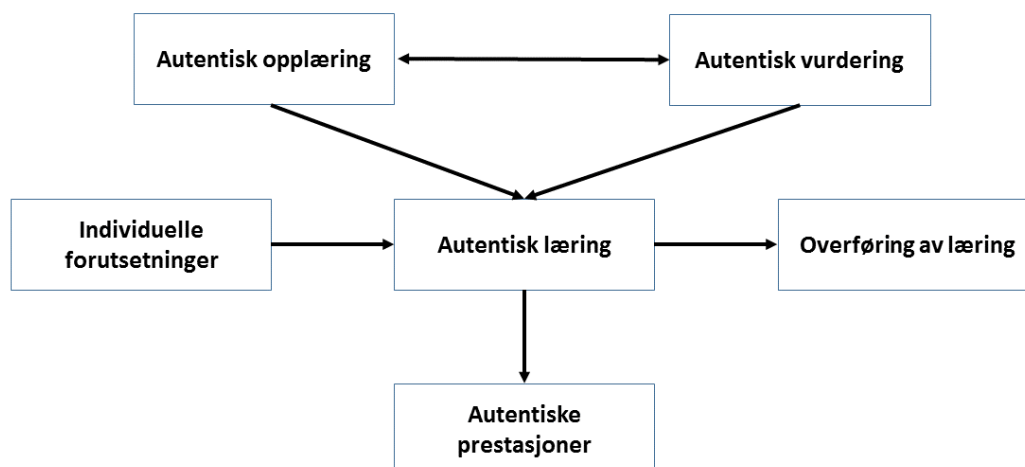 Autentisk opplæring
Autentisk vurdering
Individuelle
forutsetninger
Autentisk læring
Overføring av læring
Autentiske
prestasjoner